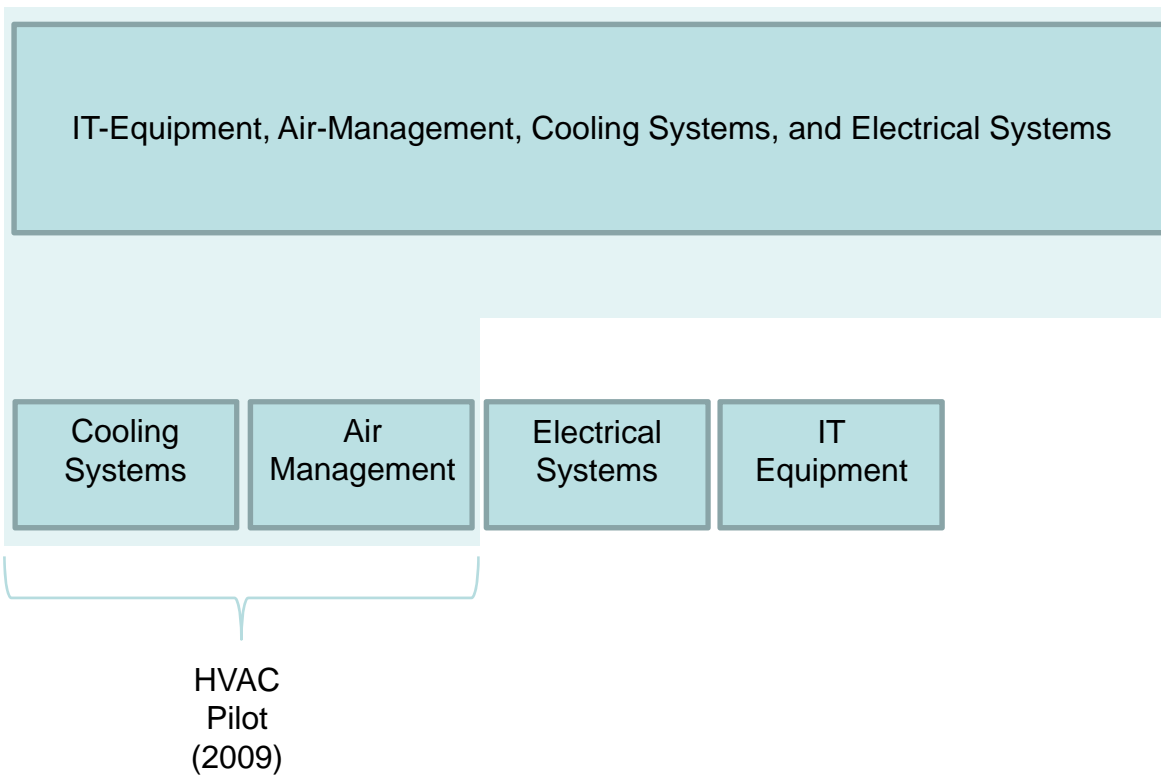 IT-Equipment, Air-Management, Cooling Systems, and Electrical Systems
Cooling
Systems
Air
Management
Electrical
Systems
IT
Equipment
HVAC
Pilot
(2009)